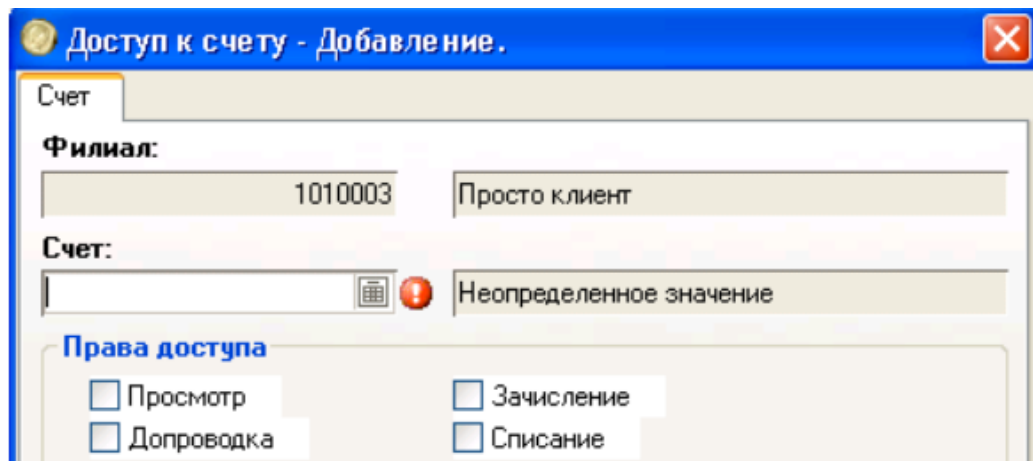 Доступ к счету - Добавление.
Счет
Филиал:
1010003 Просто клиент
Счет:
Неопределенное значение
Права доступа
Просмотр Зачисление
Допроводка Списание